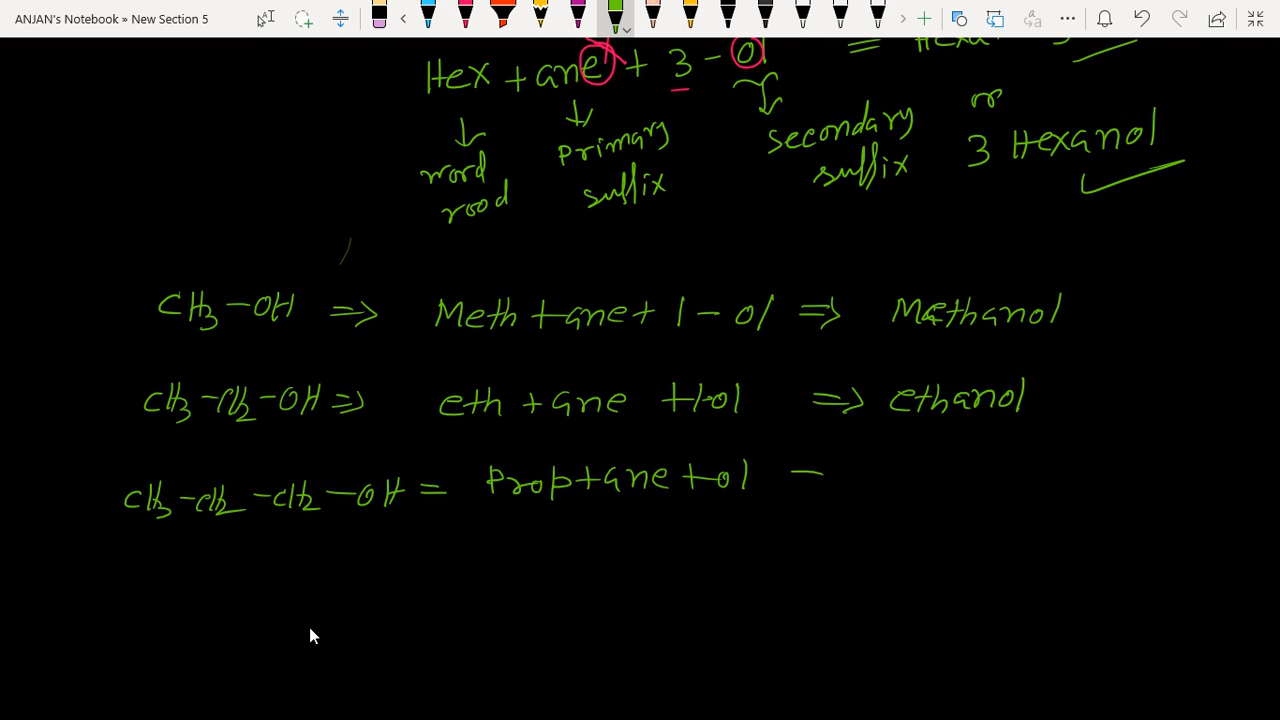 ANJAN's Notebook » New Section 5
Hex + ane + 3 - ol =
word rood
Primary suffix
secondary suffix
or
3 Hexanol
CH3-OH => Meth + ane + 1-ol => Methanol
CH3-CH2-OH => eth + ane + 1-ol => ethanol
CH3-CH2-CH2-OH = Prop + ane + ol -